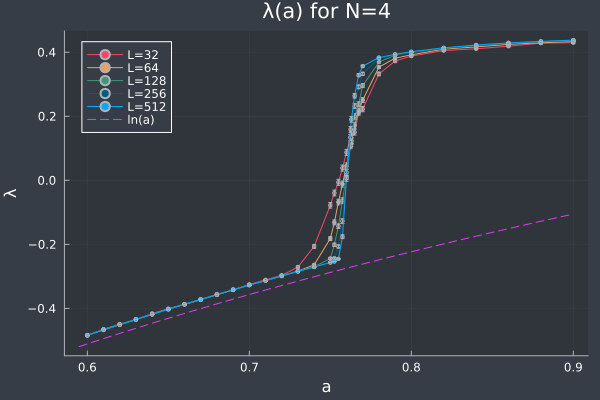 λ(a) for N=4
L=32
L=64
L=128
L=256
L=512
ln(a)
λ
0.4
0.2
0.0
−0.2
−0.4
0.6
0.7
0.8
0.9
a